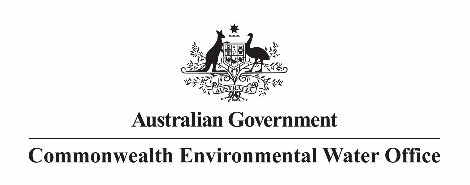 Australian Government
Commonwealth Environmental Water Office